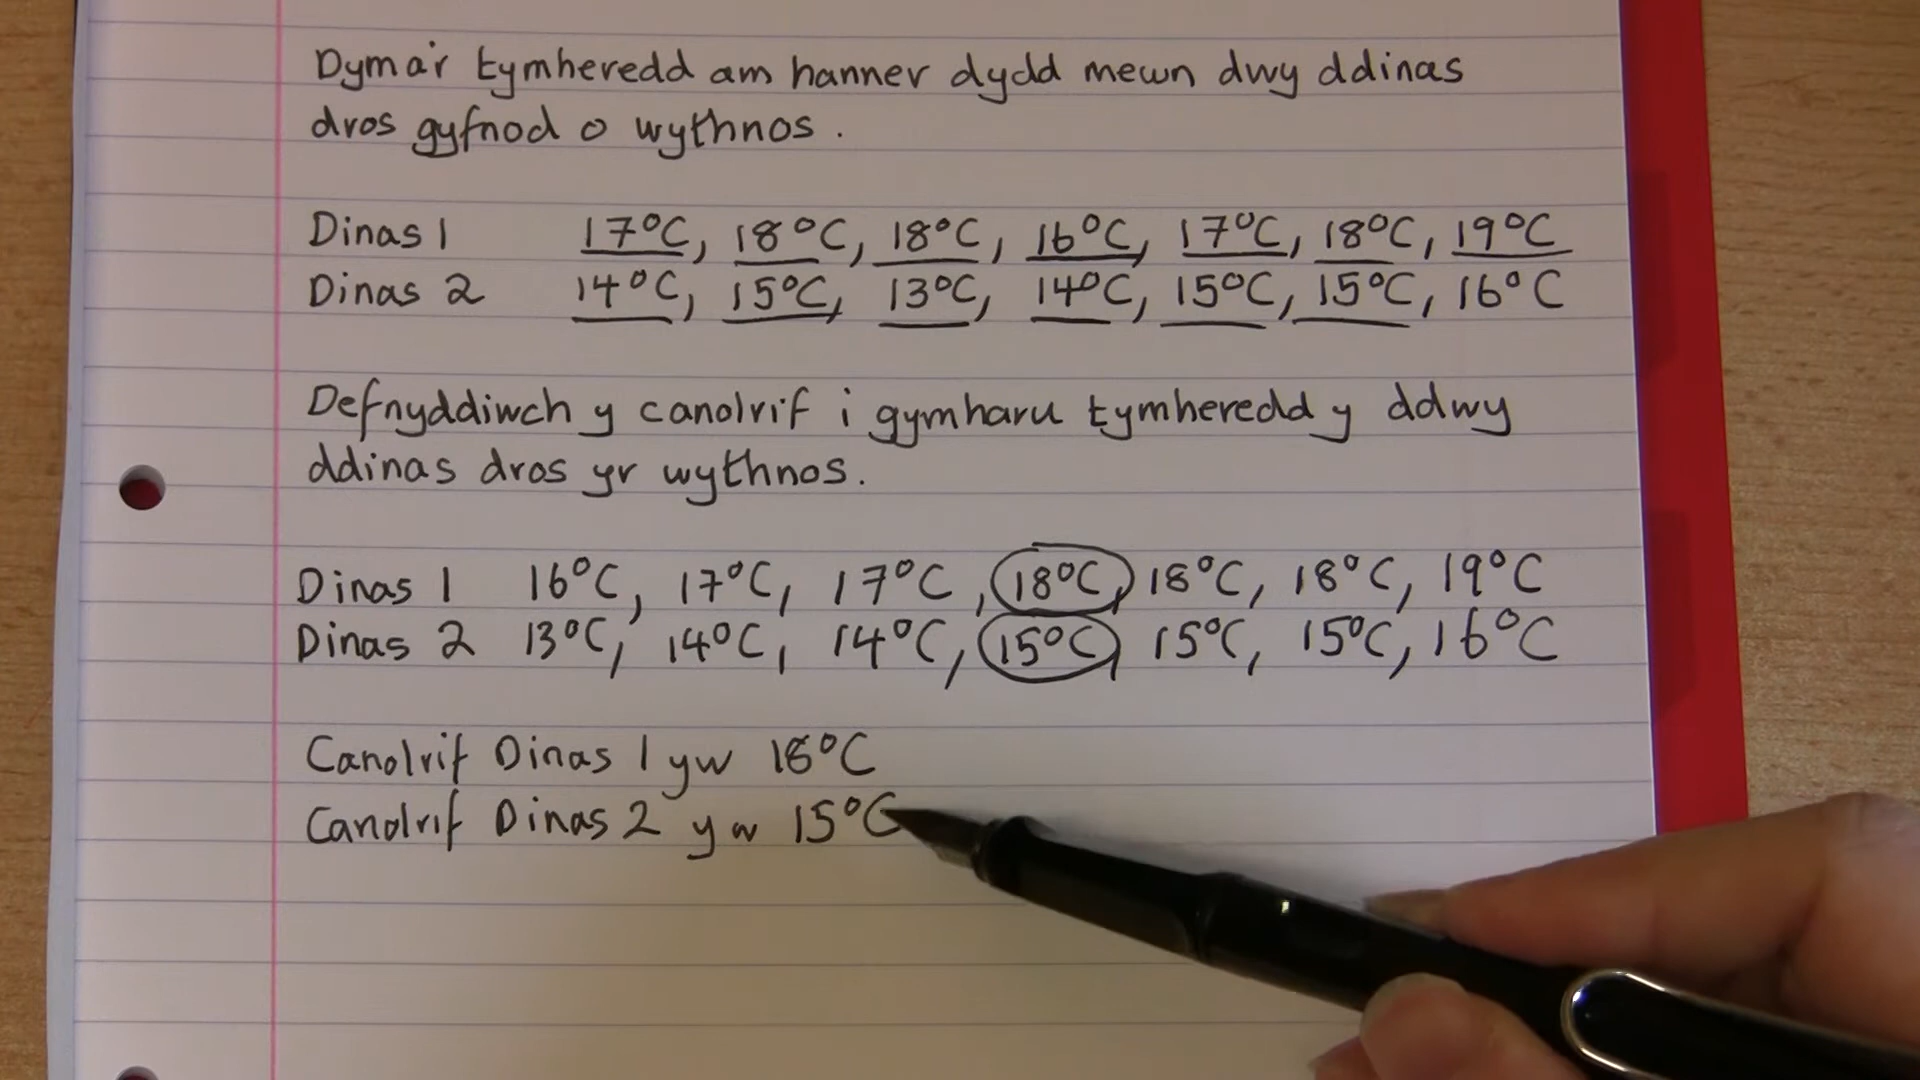 Dyma'r tymheredd am hanner dydd mewn dwy ddinas
dros gyfnod o wythnos.
Dinas 1 17°C, 18°C, 18°C, 16°C, 17°C, 18°C, 19°C
Dinas 2 14°C, 15°C, 13°C, 14°C, 15°C, 15°C, 16°C
Defnyddiwch y canolrif i gymharu tymheredd y ddwy
ddinas dros yr wythnos.
Dinas 1 16°C, 17°C, 17°C, 18°C, 18°C, 18°C, 19°C
Dinas 2 13°C, 14°C, 14°C, 15°C, 15°C, 15°C, 16°C
Canolrif Dinas 1 yw 18°C
Canolrif Dinas 2 yw 15°C